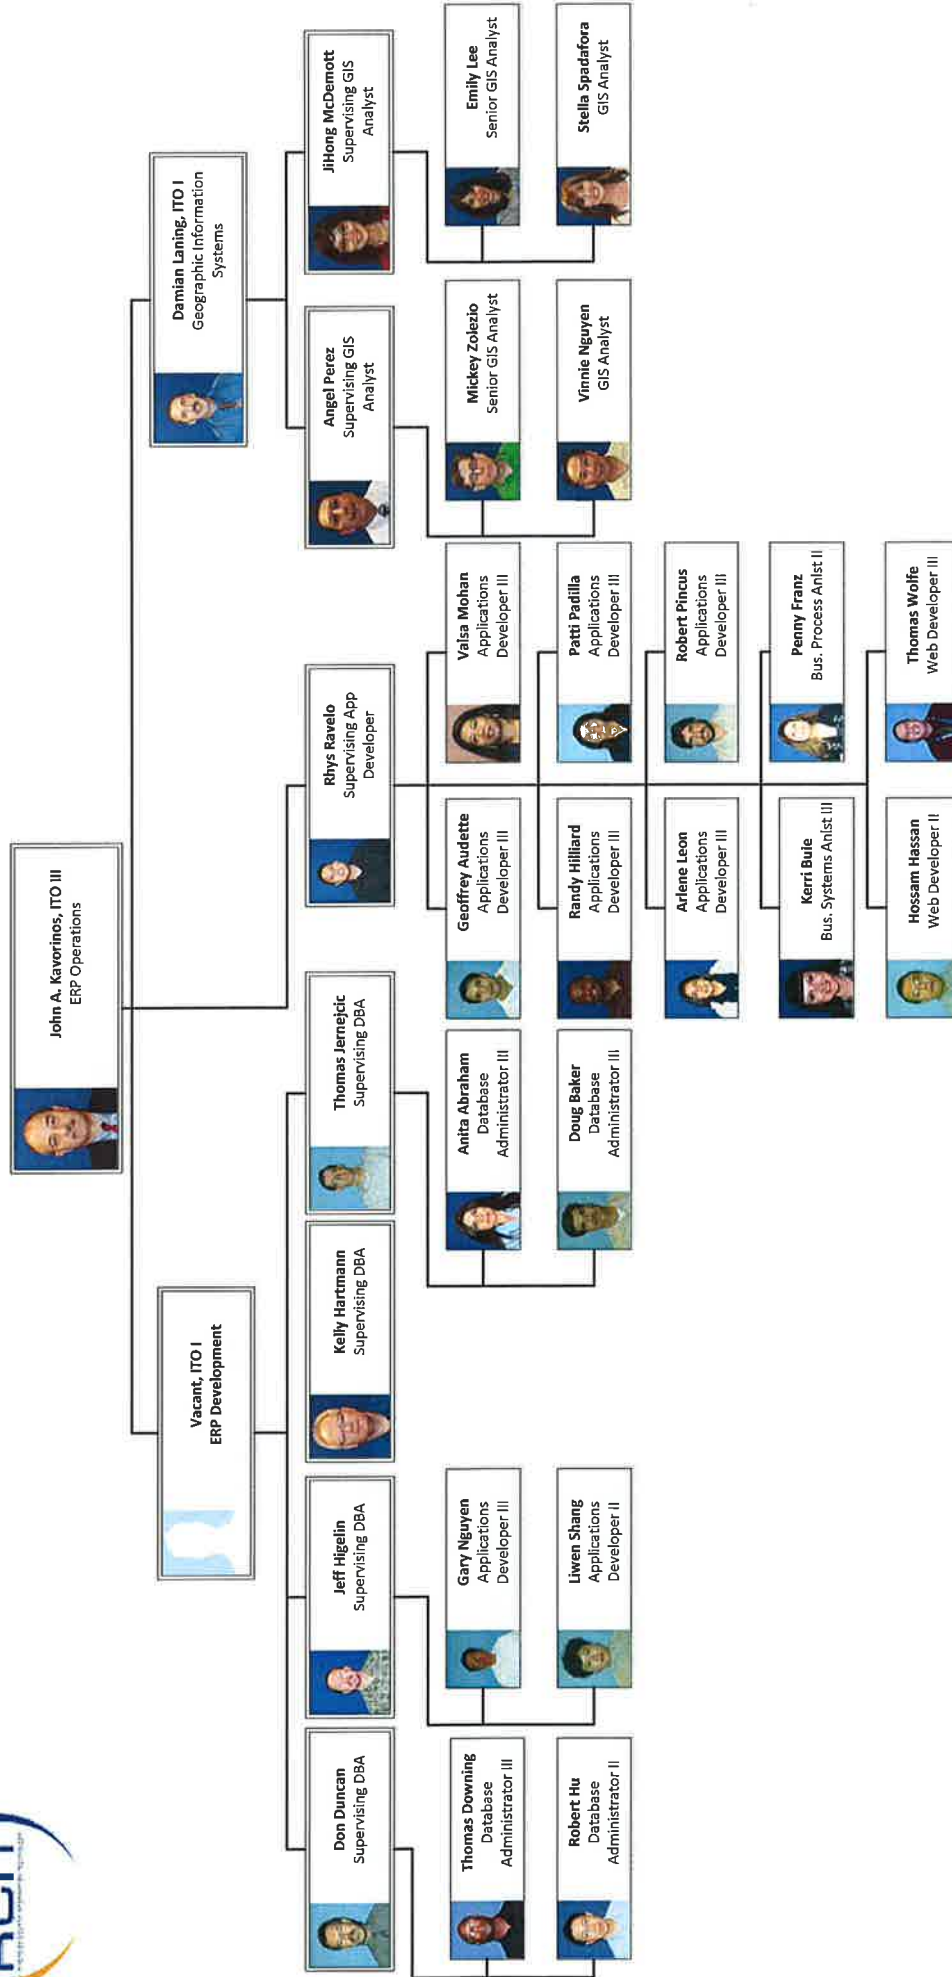 John A. Kavorinos, ITO III
ERP Operations
Vacant, ITO I
ERP Development
Damian Laning, ITO I
Geographic Information
Systems
Don Duncan
Supervising DBA
Jeff Higelin
Supervising DBA
Kelly Hartmann
Supervising DBA
Thomas Jernejcic
Supervising DBA
Rhys Ravelo
Supervising App
Developer
Angel Perez
Supervising GIS
Analyst
JiHong McDemott
Supervising GIS
Analyst
Thomas Downing
Database
Administrator III
Gary Nguyen
Applications
Developer III
Anita Abraham
Database
Administrator III
Geoffrey Audette
Applications
Developer III
Valsa Mohan
Applications
Developer III
Mickey Zolezio
Senior GIS Analyst
Emily Lee
Senior GIS Analyst
Robert Hu
Database
Administrator II
Liwen Shang
Applications
Developer II
Doug Baker
Database
Administrator III
Randy Hilliard
Applications
Developer III
Patti Padilla
Applications
Developer III
Vinnie Nguyen
GIS Analyst
Stella Spadafora
GIS Analyst
Arlene Leon
Applications
Developer III
Robert Pincus
Applications
Developer III
Kerri Buie
Bus. Systems Anlst III
Penny Franz
Bus. Process Anlst II
Hossam Hassan
Web Developer II
Thomas Wolfe
Web Developer III